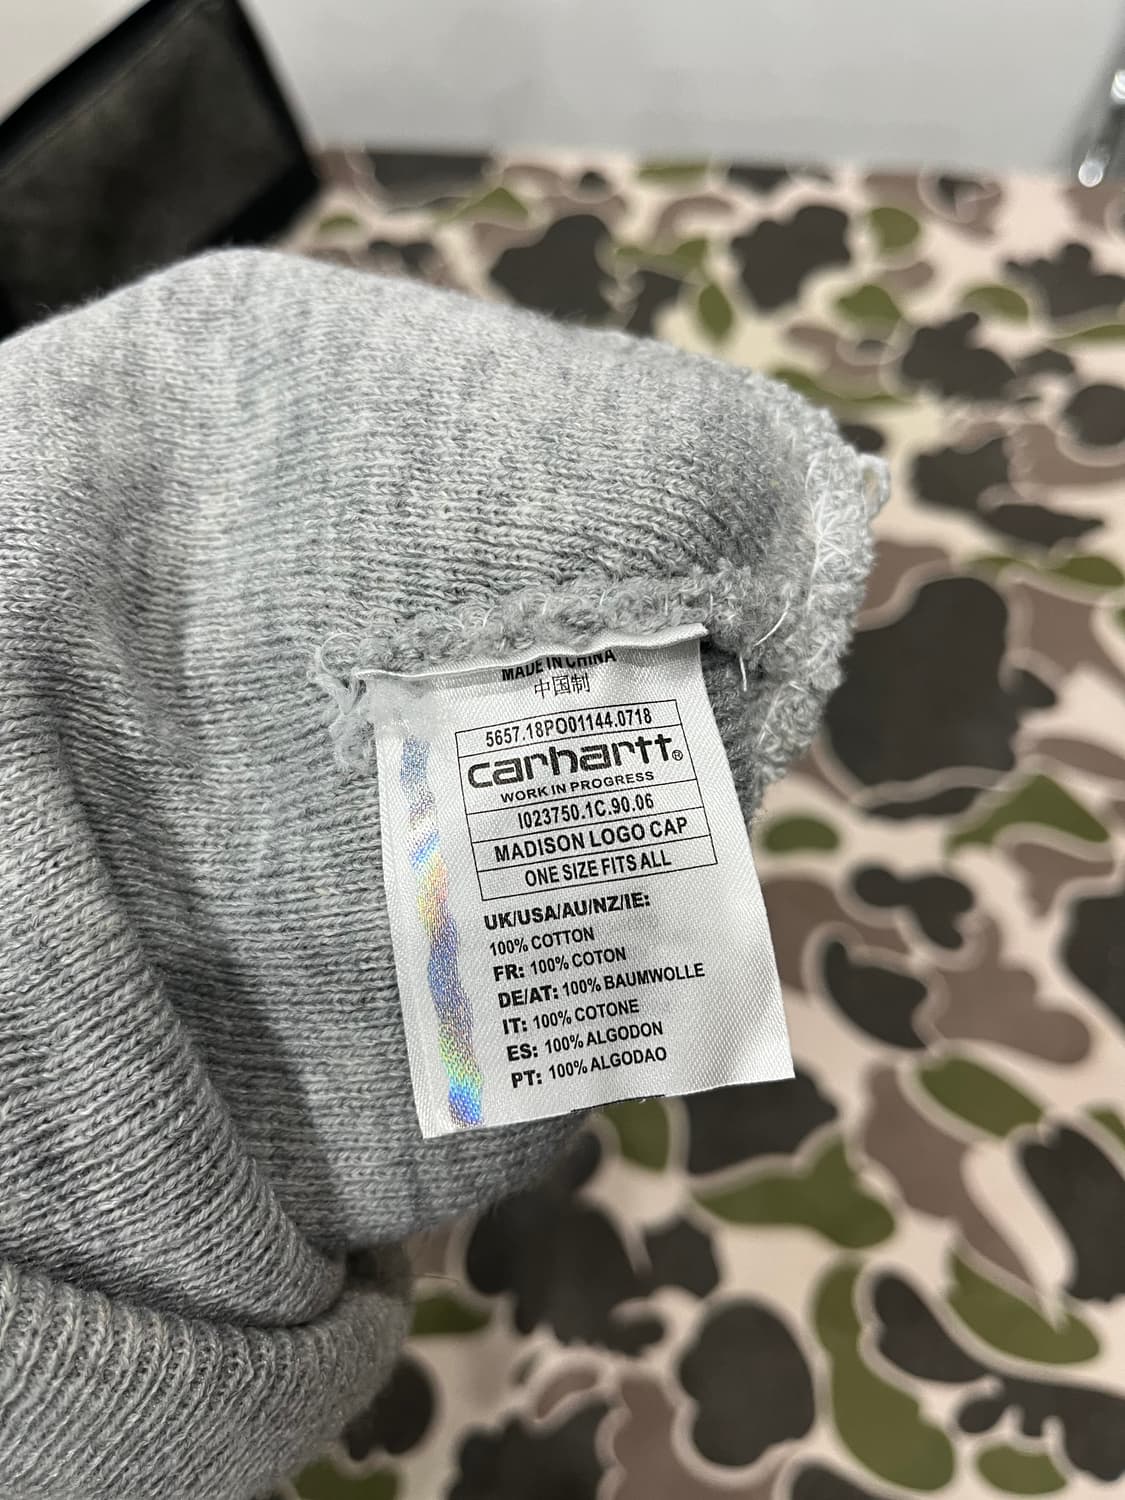 MADE IN CHINA
中国制
5657.18PO01144.0718
carhartt®
WORK IN PROGRESS
I023750.1C.90.06
MADISON LOGO CAP
ONE SIZE FITS ALL
UK/USA/AU/NZ/IE:
100% COTTON
FR: 100% COTON
DE/AT: 100% BAUMWOLLE
IT: 100% COTONE
ES: 100% ALGODON
PT: 100% ALGODAO